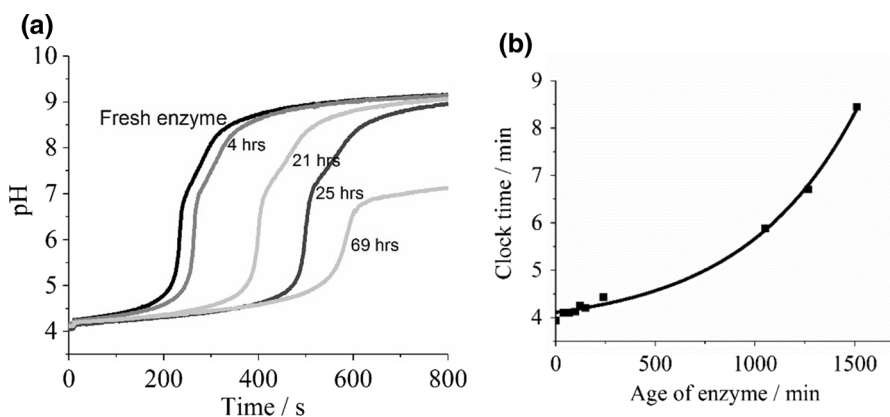 (a)
10
9
8
7
6
5
4
pH
Fresh enzyme
4 hrs
21 hrs
25 hrs
69 hrs
0
200
400
600
800
Time / s
(b)
9
8
7
6
5
4
Clock time / min
0
500
1000
1500
Age of enzyme / min